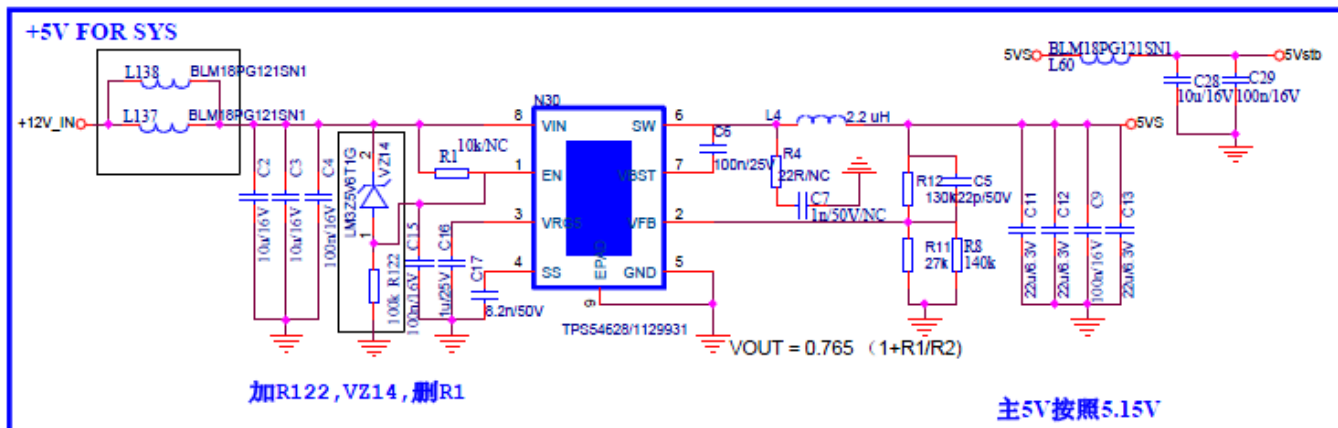 +5V FOR SYS
L138
BLM18PG121SN1
L137
BLM18PG121SN1
+12V_IN
C2
10u/16V
C3
10u/16V
C4
100n/16V
2
VZ14
LM3Z5V6T1G
1
100k R122
R1
10k/NC
C15
100n/16V
C16
1u/25V
C17
8.2n/50V
N30
8
VIN
1
EN
3
VRG5
4
SS
SW
6
VBST
7
VFB
2
GND
5
EPAD
9
TPS54628/1129931
C6
100n/25V
L4
2.2 uH
R4
22R/NC
C7
1n/50V/NC
R12
130k
C5
22p/50V
R11
27k
R8
140k
C11
22u/6.3V
C12
22u/6.3V
C9
100n/16V
C13
22u/6.3V
5VS
5VS
BLM18PG121SN1
L60
5Vstb
C28
10u/16V
C29
100n/16V
VOUT = 0.765 （1+R1/R2)
加R122,VZ14,删R1
主5V按照5.15V